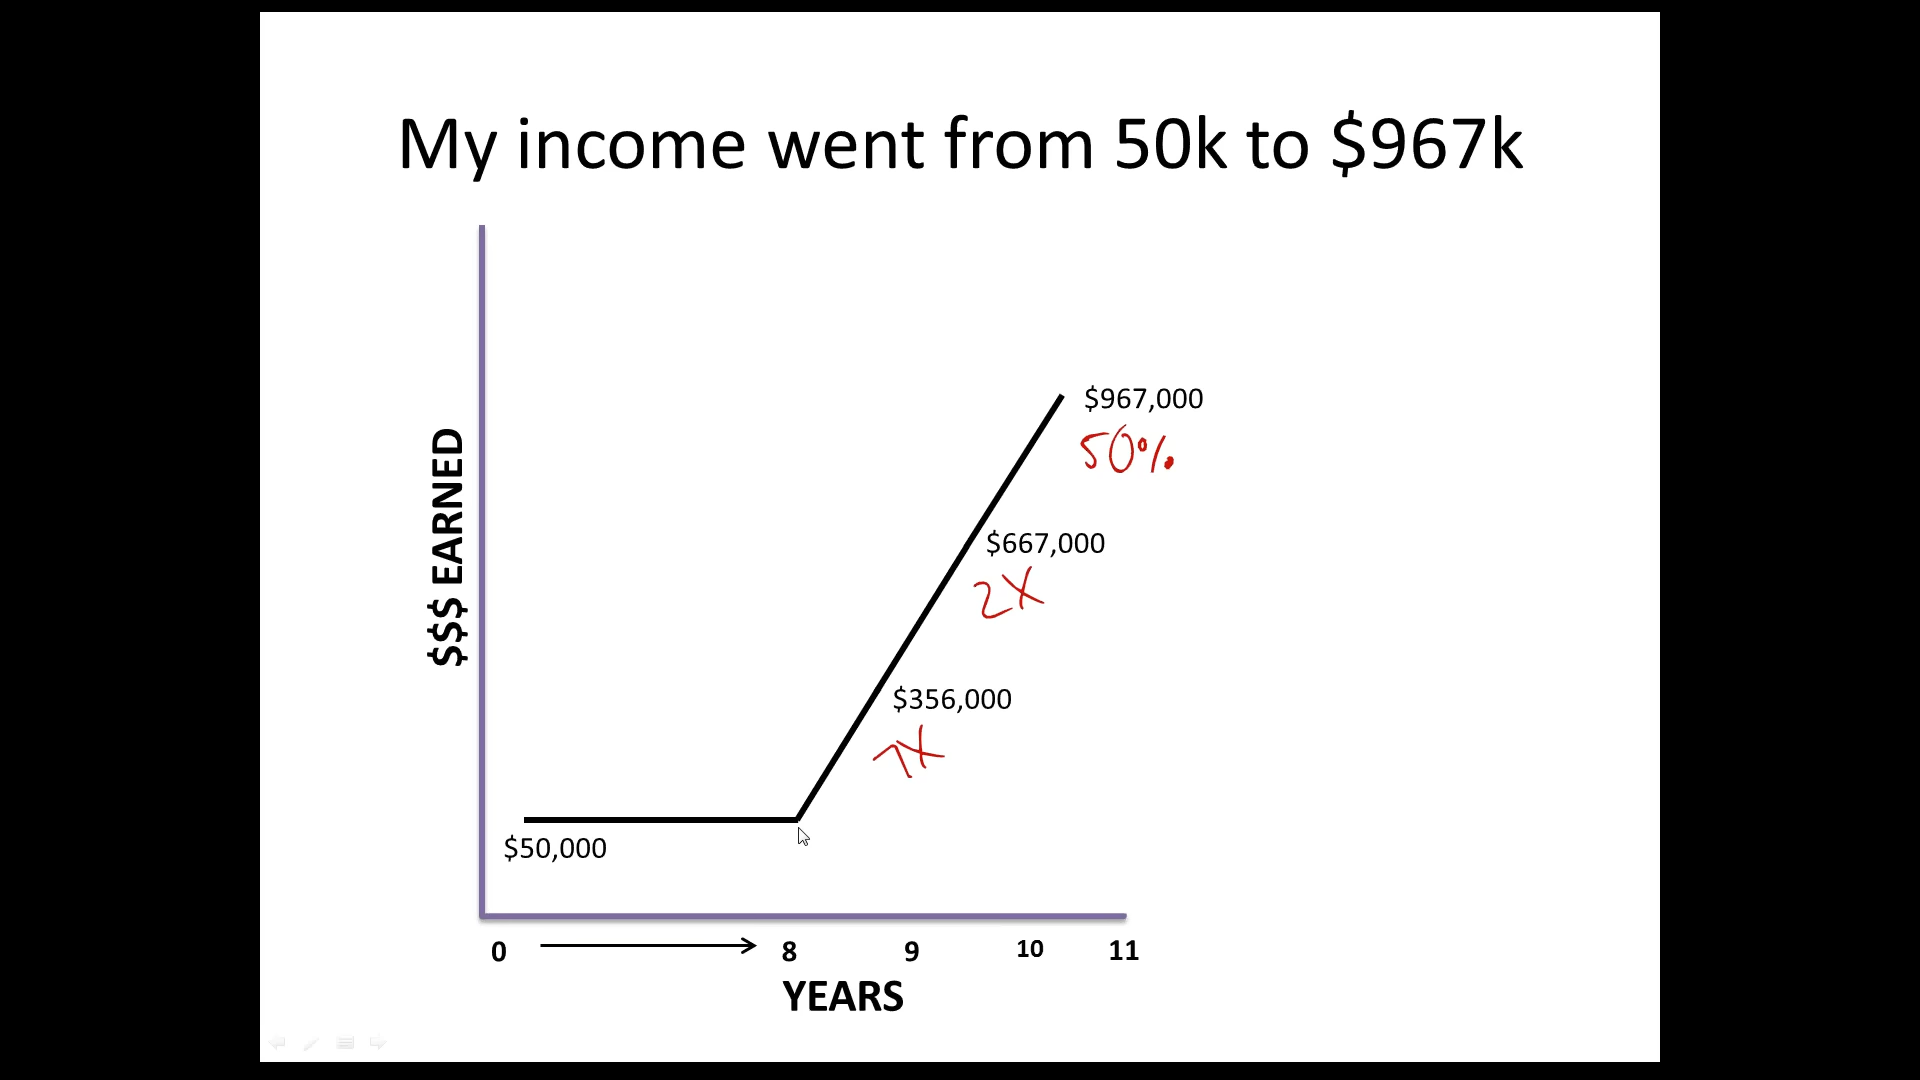 My income went from 50k to $967k
$$$ EARNED
$967,000
50%
$667,000
2X
$356,000
7X
$50,000
0 8 9 10 11
YEARS